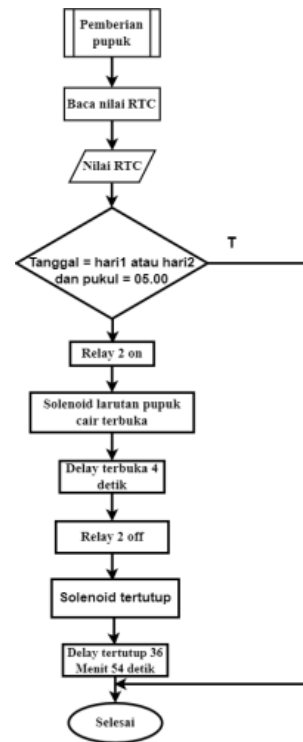 Pemberian
pupuk
Baca nilai RTC
Nilai RTC
Tanggal = hari1 atau hari2
dan pukul = 05.00
T
Relay 2 on
Solenoid larutan pupuk
cair terbuka
Delay terbuka 4
detik
Relay 2 off
Solenoid tertutup
Delay tertutup 36
Menit 54 detik
Selesai